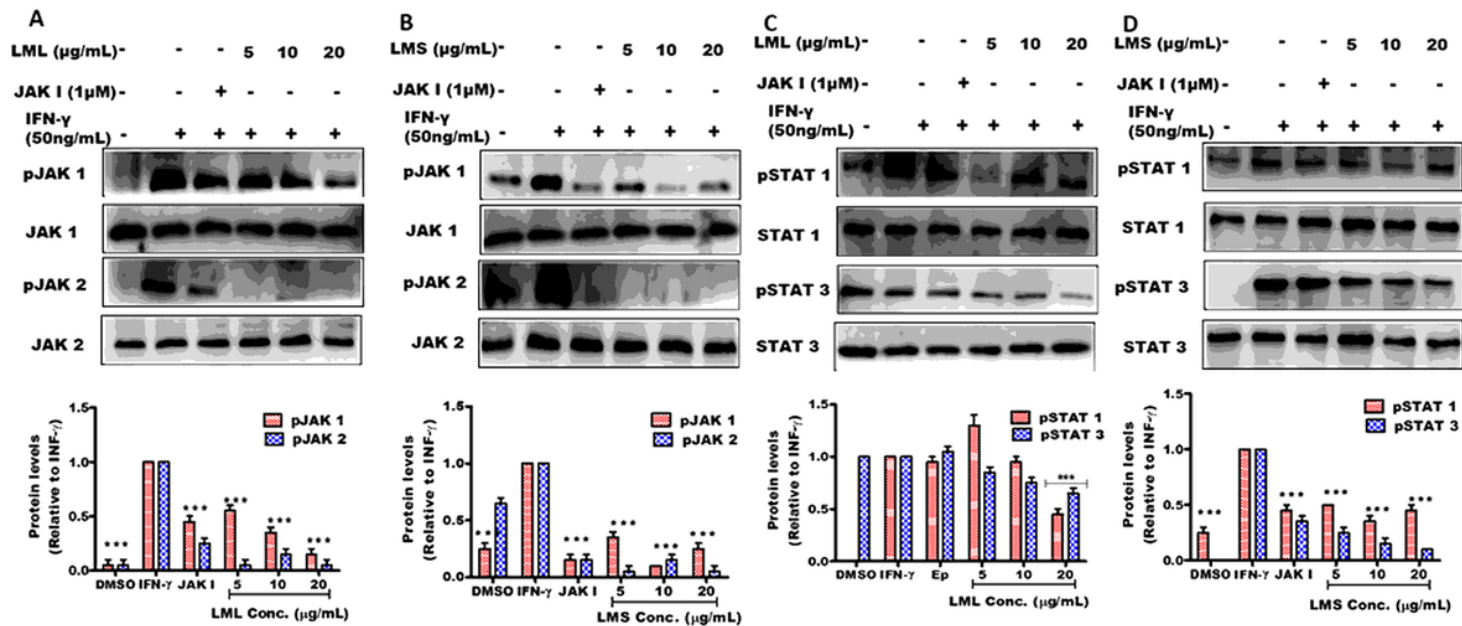 A
LML (µg/mL)- - - 5 10 20
JAK I (1µM)- - + - - -
IFN-γ
(50ng/mL) - + + + + +
pJAK 1
JAK 1
pJAK 2
JAK 2
1.5
1.0
0.5
0.0
Protein levels
(Relative to INF-γ)
pJAK 1
pJAK 2
*** *** *** *** ***
DMSO IFN-γ JAK I 5 10 20
LML Conc. (µg/mL)
B
LMS (µg/mL)- - - 5 10 20
JAK I (1µM)- - + - - -
IFN-γ
(50ng/mL) - + + + + +
pJAK 1
JAK 1
pJAK 2
JAK 2
1.5
1.0
0.5
0.0
Protein levels
(Relative to INF-γ)
pJAK 1
pJAK 2
** *** *** *** ***
DMSO IFN-γ JAK I 5 10 20
LMS Conc. (µg/mL)
C
LML (µg/mL)- - - 5 10 20
JAK I (1µM)- - + - - -
IFN-γ
(50ng/mL) - + + + + +
pSTAT 1
STAT 1
pSTAT 3
STAT 3
1.5
1.0
0.5
0.0
Protein levels
(Relative to INF-γ)
pSTAT 1
pSTAT 3
***
DMSO IFN-γ Ep 5 10 20
LML Conc. (µg/mL)
D
LMS (µg/mL)- - - 5 10 20
JAK I (1µM)- - + - - -
IFN-γ
(50ng/mL) - + + + + +
pSTAT 1
STAT 1
pSTAT 3
STAT 3
1.5
1.0
0.5
0.0
Protein levels
(Relative to INF-γ)
pSTAT 1
pSTAT 3
*** *** *** *** ***
DMSO IFN-γ JAK I 5 10 20
LMS Conc. (µg/mL)